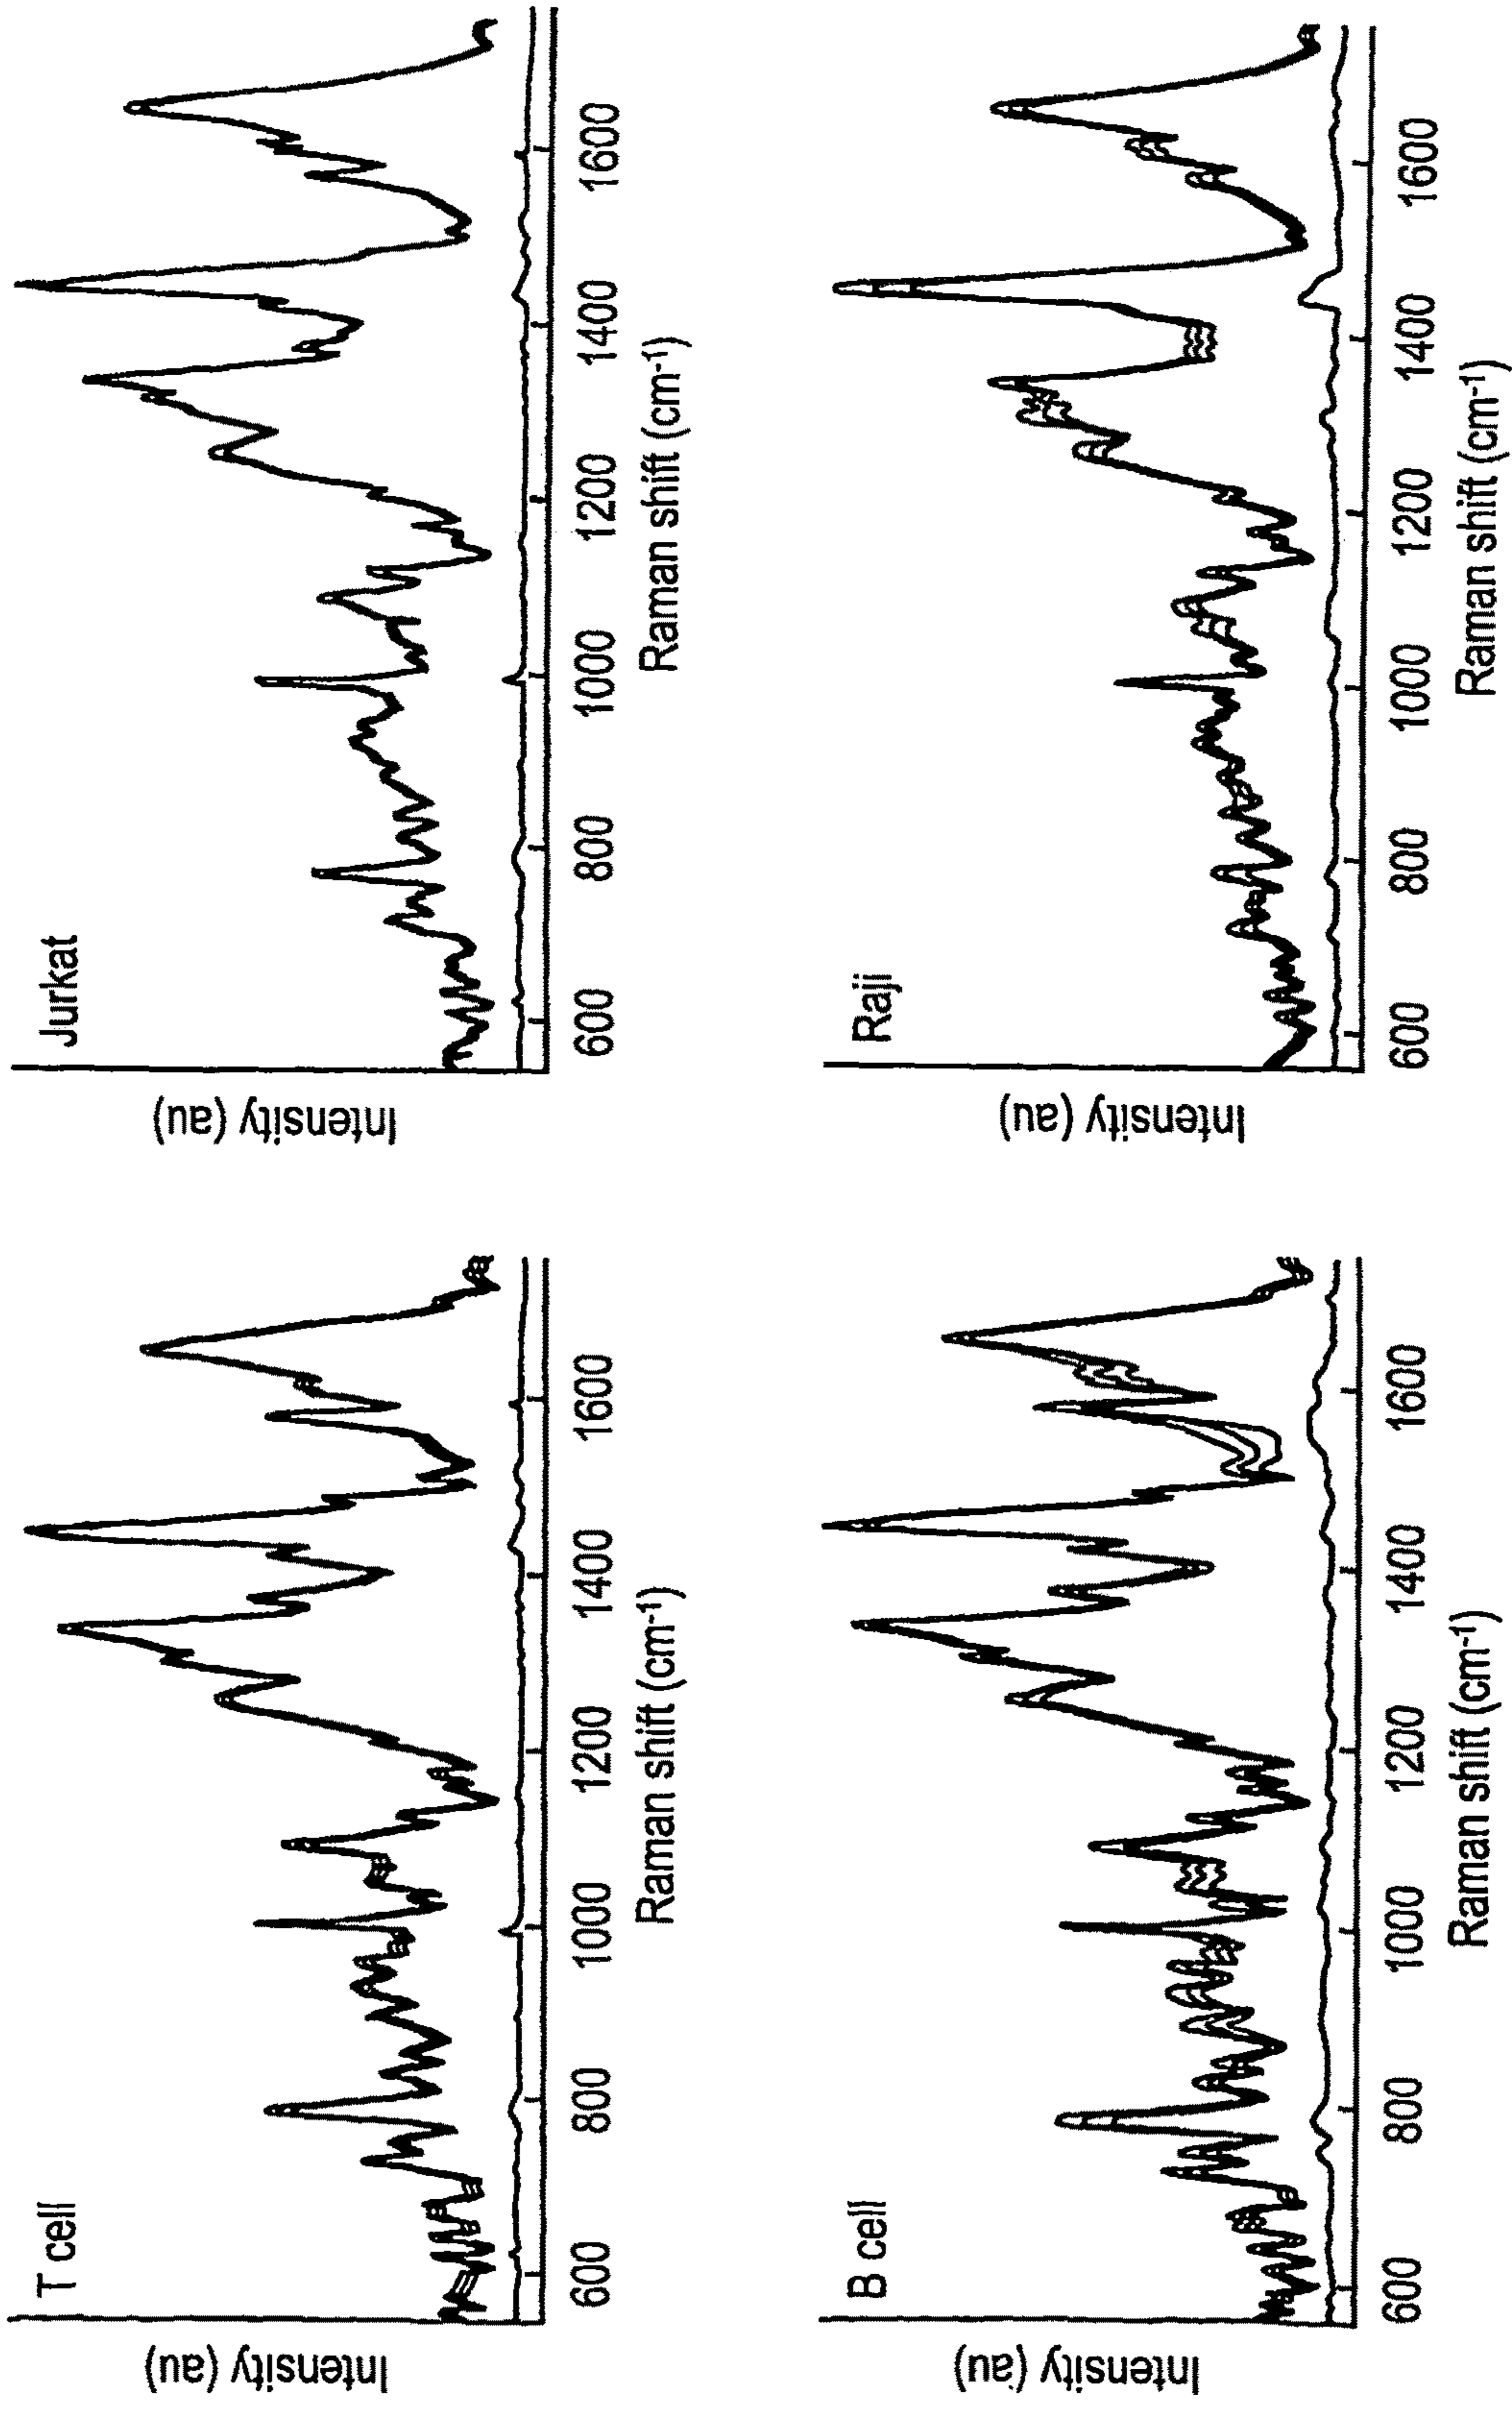 T cell
Intensity (au)
600 800 1000 1200 1400 1600
Raman shift (cm-1)
Jurkat
Intensity (au)
600 800 1000 1200 1400 1600
Raman shift (cm-1)
B cell
Intensity (au)
600 800 1000 1200 1400 1600
Raman shift (cm-1)
Raji
Intensity (au)
600 800 1000 1200 1400 1600
Raman shift (cm-1)